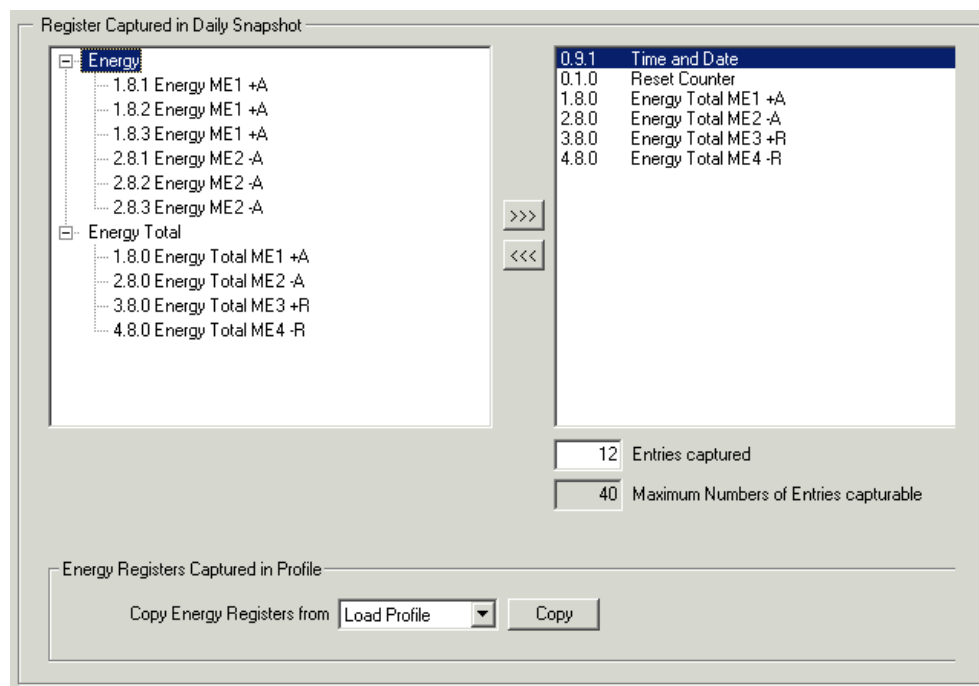 Register Captured in Daily Snapshot
Energy
1.8.1 Energy ME1 +A
1.8.2 Energy ME1 +A
1.8.3 Energy ME1 +A
2.8.1 Energy ME2 -A
2.8.2 Energy ME2 -A
2.8.3 Energy ME2 -A
Energy Total
1.8.0 Energy Total ME1 +A
2.8.0 Energy Total ME2 -A
3.8.0 Energy Total ME3 +R
4.8.0 Energy Total ME4 -R
>>>
<<<
0.9.1 Time and Date
0.1.0 Reset Counter
1.8.0 Energy Total ME1 +A
2.8.0 Energy Total ME2 -A
3.8.0 Energy Total ME3 +R
4.8.0 Energy Total ME4 -R
12 Entries captured
40 Maximum Numbers of Entries capturable
Energy Registers Captured in Profile
Copy Energy Registers from Load Profile Copy